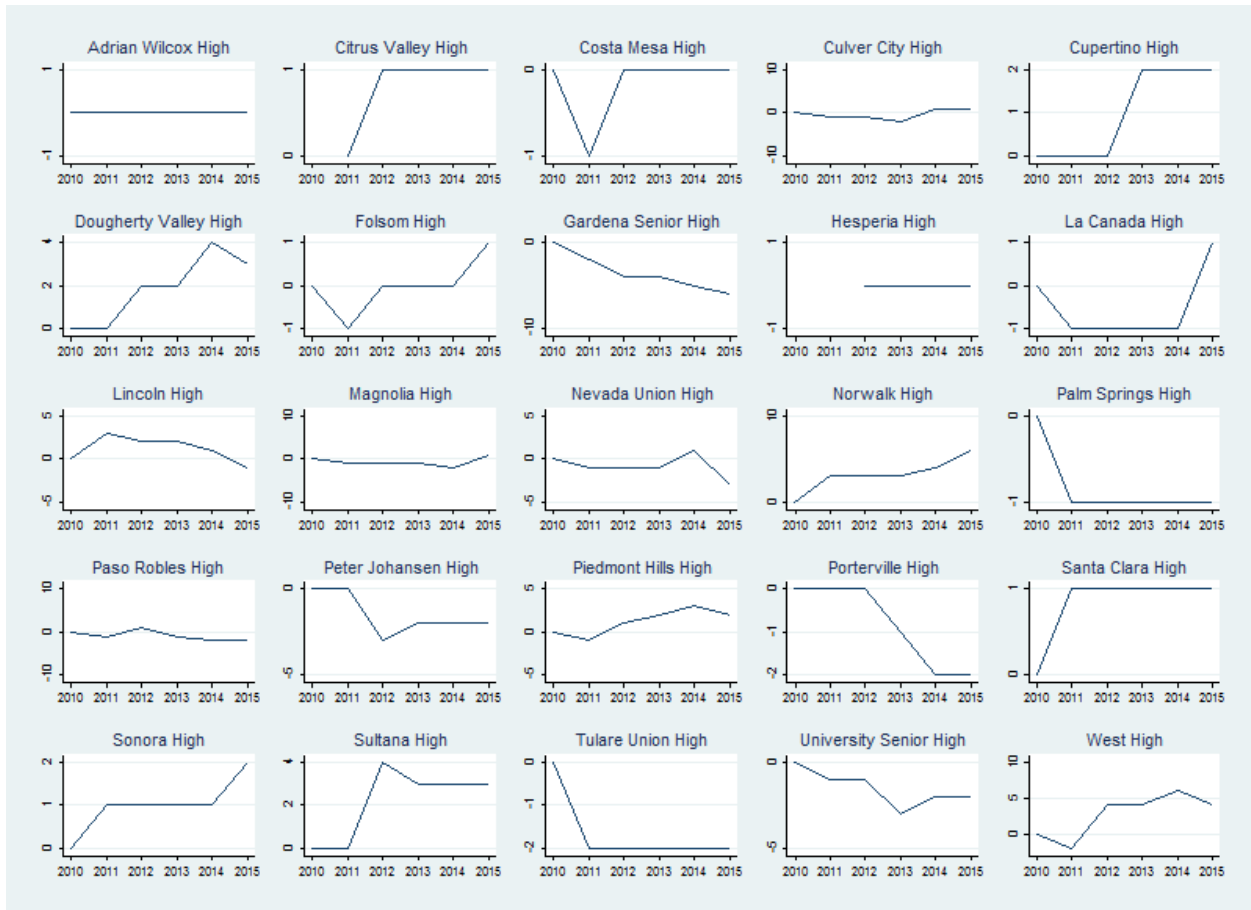 Adrian Wilcox High Citrus Valley High Costa Mesa High Culver City High Cupertino High
1 1 0 10 2
0 1
-1 0 -1 -10 0
2010 2011 2012 2013 2014 2015 2010 2011 2012 2013 2014 2015 2010 2011 2012 2013 2014 2015 2010 2011 2012 2013 2014 2015 2010 2011 2012 2013 2014 2015
Dougherty Valley High Folsom High Gardena Senior High Hesperia High La Canada High
4 1 0 1 1
2 0 0
0 -1 -10 -1 -1
2010 2011 2012 2013 2014 2015 2010 2011 2012 2013 2014 2015 2010 2011 2012 2013 2014 2015 2010 2011 2012 2013 2014 2015 2010 2011 2012 2013 2014 2015
Lincoln High Magnolia High Nevada Union High Norwalk High Palm Springs High
5 10 5 10 0
0 0 0
-5 -10 -5 0 -1
2010 2011 2012 2013 2014 2015 2010 2011 2012 2013 2014 2015 2010 2011 2012 2013 2014 2015 2010 2011 2012 2013 2014 2015 2010 2011 2012 2013 2014 2015
Paso Robles High Peter Johansen High Piedmont Hills High Porterville High Santa Clara High
10 0 5 0 1
0 0 -1
-10 -5 -5 -2 0
2010 2011 2012 2013 2014 2015 2010 2011 2012 2013 2014 2015 2010 2011 2012 2013 2014 2015 2010 2011 2012 2013 2014 2015 2010 2011 2012 2013 2014 2015
Sonora High Sultana High Tulare Union High University Senior High West High
2 4 0 0 10
1 2 -1 5
0 0 -2 -5 0
2010 2011 2012 2013 2014 2015 2010 2011 2012 2013 2014 2015 2010 2011 2012 2013 2014 2015 2010 2011 2012 2013 2014 2015 2010 2011 2012 2013 2014 2015